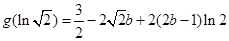 g(ln √2) = 3/2 − 2√2b + 2(2b − 1) ln 2